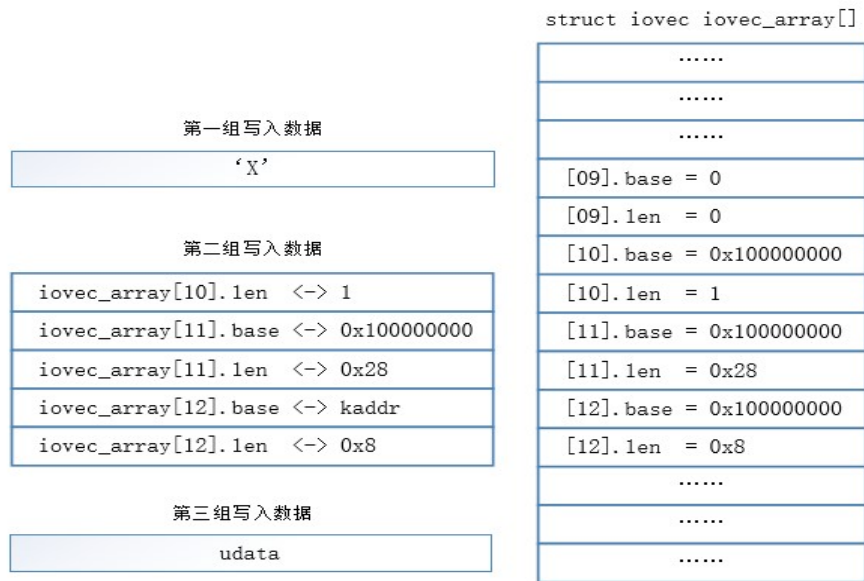 struct iovec iovec_array[]
……
……
……
[09].base = 0
[09].len = 0
[10].base = 0x100000000
[10].len = 1
[11].base = 0x100000000
[11].len = 0x28
[12].base = 0x100000000
[12].len = 0x8
……
……
……
第一组写入数据
‘X’
第二组写入数据
iovec_array[10].len <-> 1
iovec_array[11].base <-> 0x100000000
iovec_array[11].len <-> 0x28
iovec_array[12].base <-> kaddr
iovec_array[12].len <-> 0x8
第三组写入数据
udata